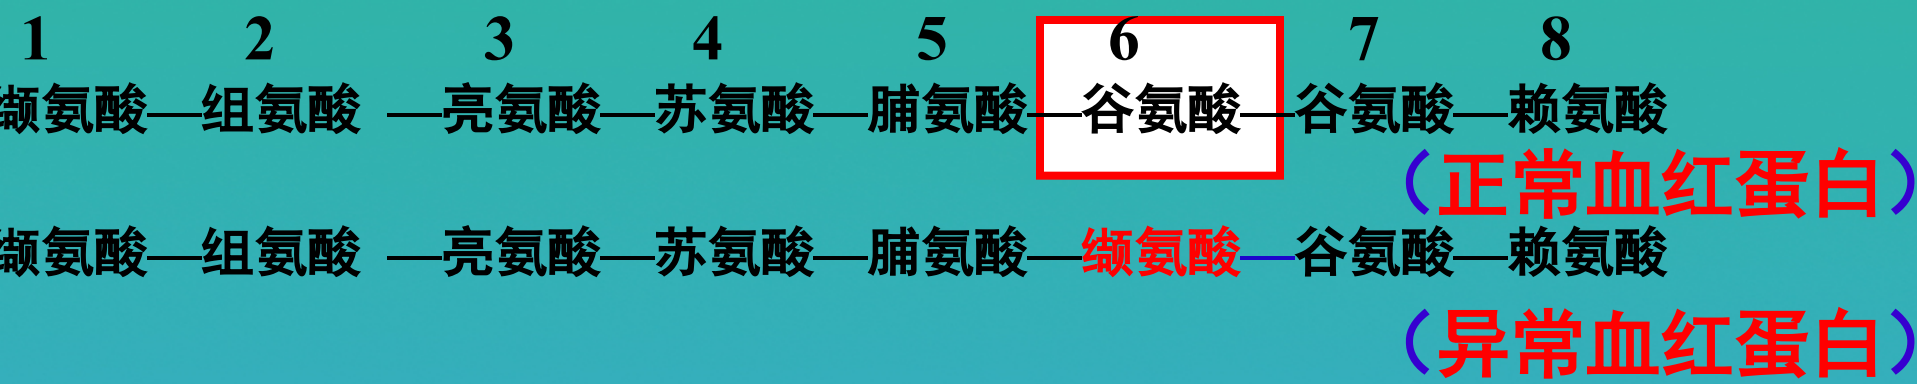 1 2 3 4 5 6 7 8
缬氨酸—组氨酸 —亮氨酸—苏氨酸—脯氨酸—谷氨酸—谷氨酸—赖氨酸
（正常血红蛋白）
缬氨酸—组氨酸 —亮氨酸—苏氨酸—脯氨酸—缬氨酸—谷氨酸—赖氨酸
（异常血红蛋白）